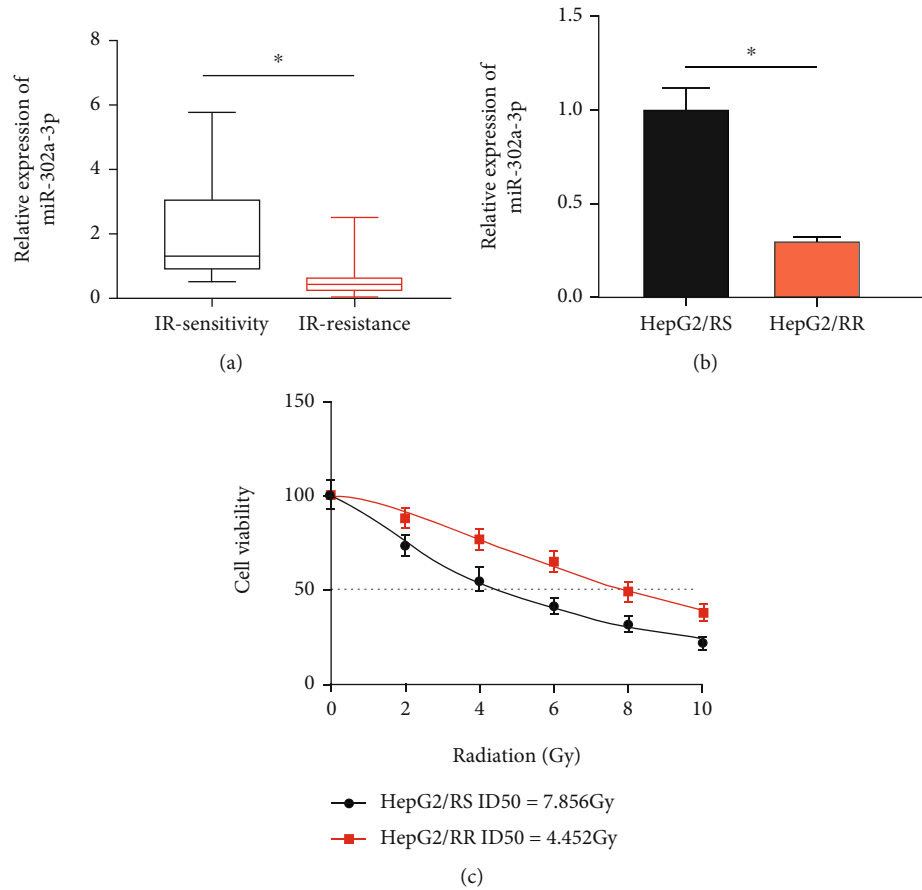 8
6
4
2
0
Relative expression of
miR-302a-3p
*
IR-sensitivity IR-resistance
(a)
1.5
1.0
0.5
0.0
Relative expression of
miR-302a-3p
*
HepG2/RS HepG2/RR
(b)
150
100
50
0
Cell viability
0 2 4 6 8 10
Radiation (Gy)
HepG2/RS ID50 = 7.856Gy
HepG2/RR ID50 = 4.452Gy
(c)